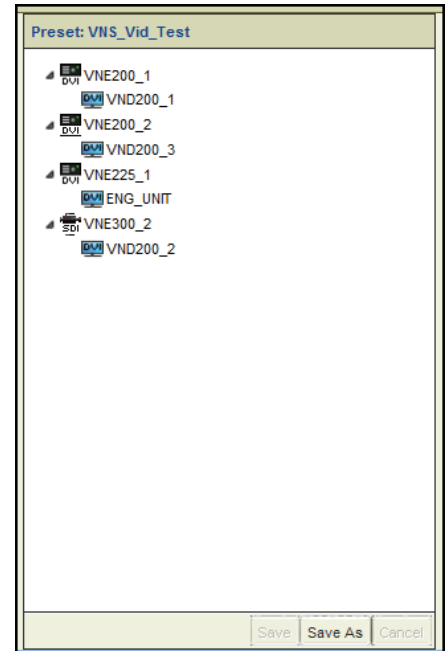 Preset: VNS_Vid_Test
DVI VNE200_1
DVI VND200_1
DVI VNE200_2
DVI VND200_3
DVI VNE225_1
DVI ENG_UNIT
SDI VNE300_2
DVI VND200_2
Save Save As Cancel